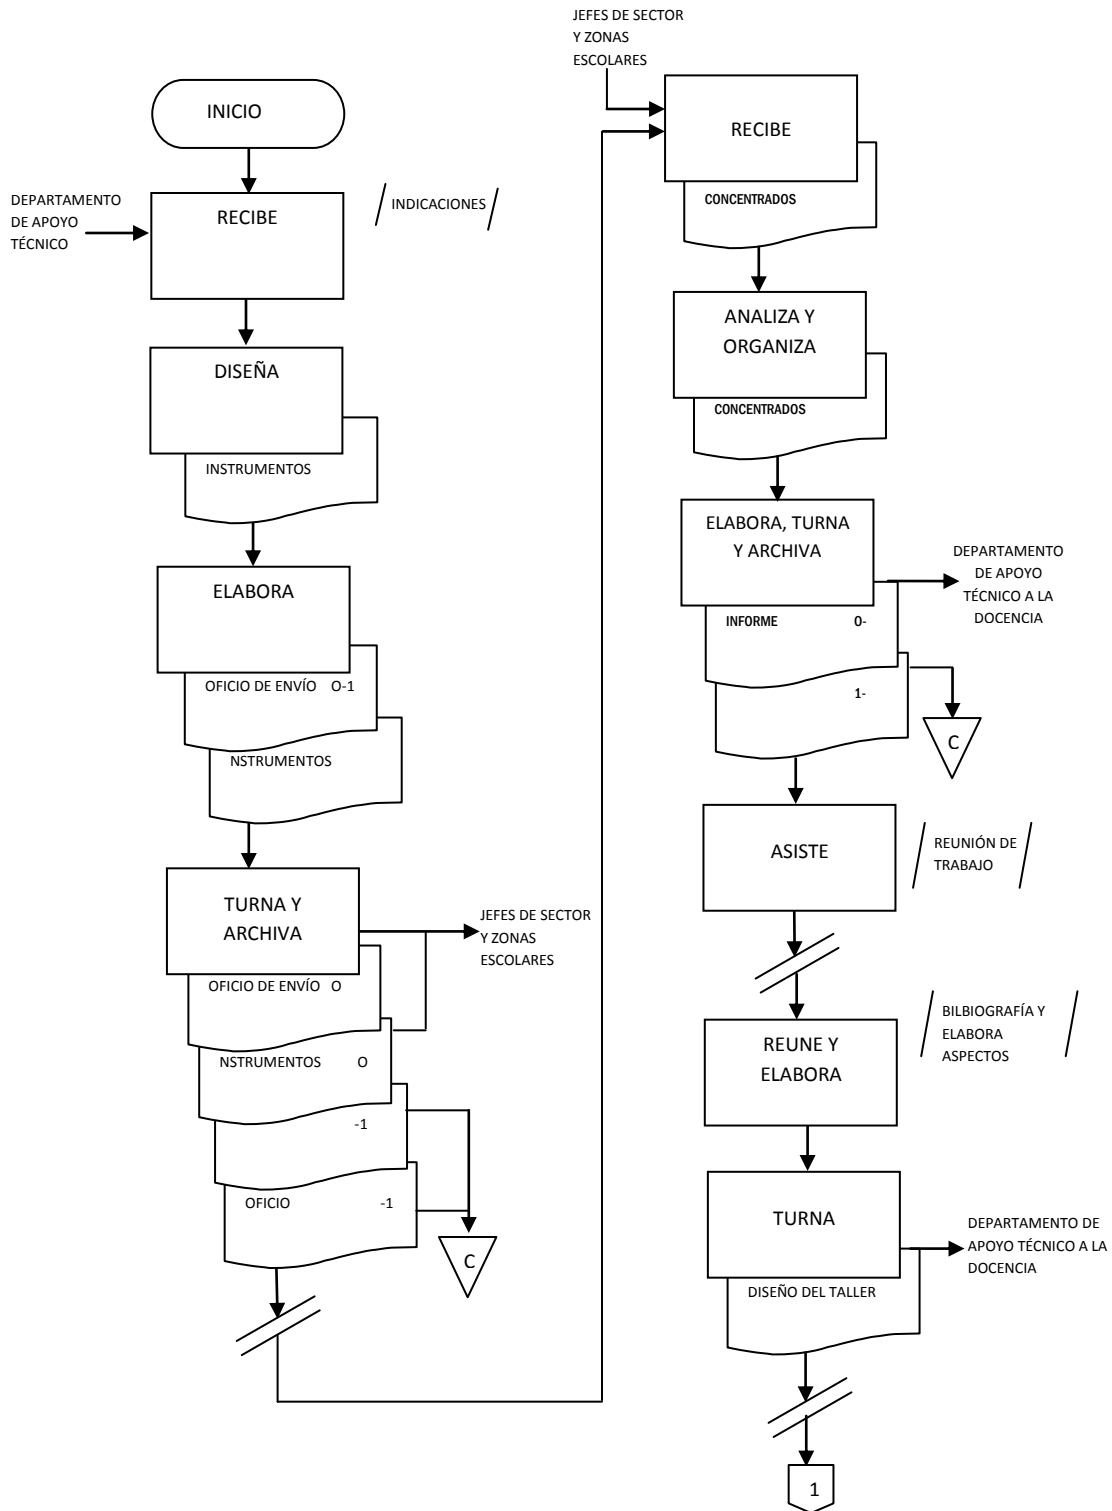 INICIO
DEPARTAMENTO
DE APOYO
TÉCNICO
RECIBE
INDICACIONES
DISEÑA
INSTRUMENTOS
ELABORA
OFICIO DE ENVÍO O-1
NSTRUMENTOS
TURNA Y
ARCHIVA
JEFES DE SECTOR
Y ZONAS
ESCOLARES
OFICIO DE ENVÍO O
NSTRUMENTOS O
-1
OFICIO -1
C
JEFES DE SECTOR
Y ZONAS
ESCOLARES
RECIBE
CONCENTRADOS
ANALIZA Y
ORGANIZA
CONCENTRADOS
ELABORA, TURNA
Y ARCHIVA
DEPARTAMENTO
DE APOYO
TÉCNICO A LA
DOCENCIA
INFORME 0-
1-
C
ASISTE
REUNIÓN DE
TRABAJO
REUNE Y
ELABORA
BILBIOGRAFÍA Y
ELABORA
ASPECTOS
TURNA
DEPARTAMENTO DE
APOYO TÉCNICO A LA
DOCENCIA
DISEÑO DEL TALLER
1